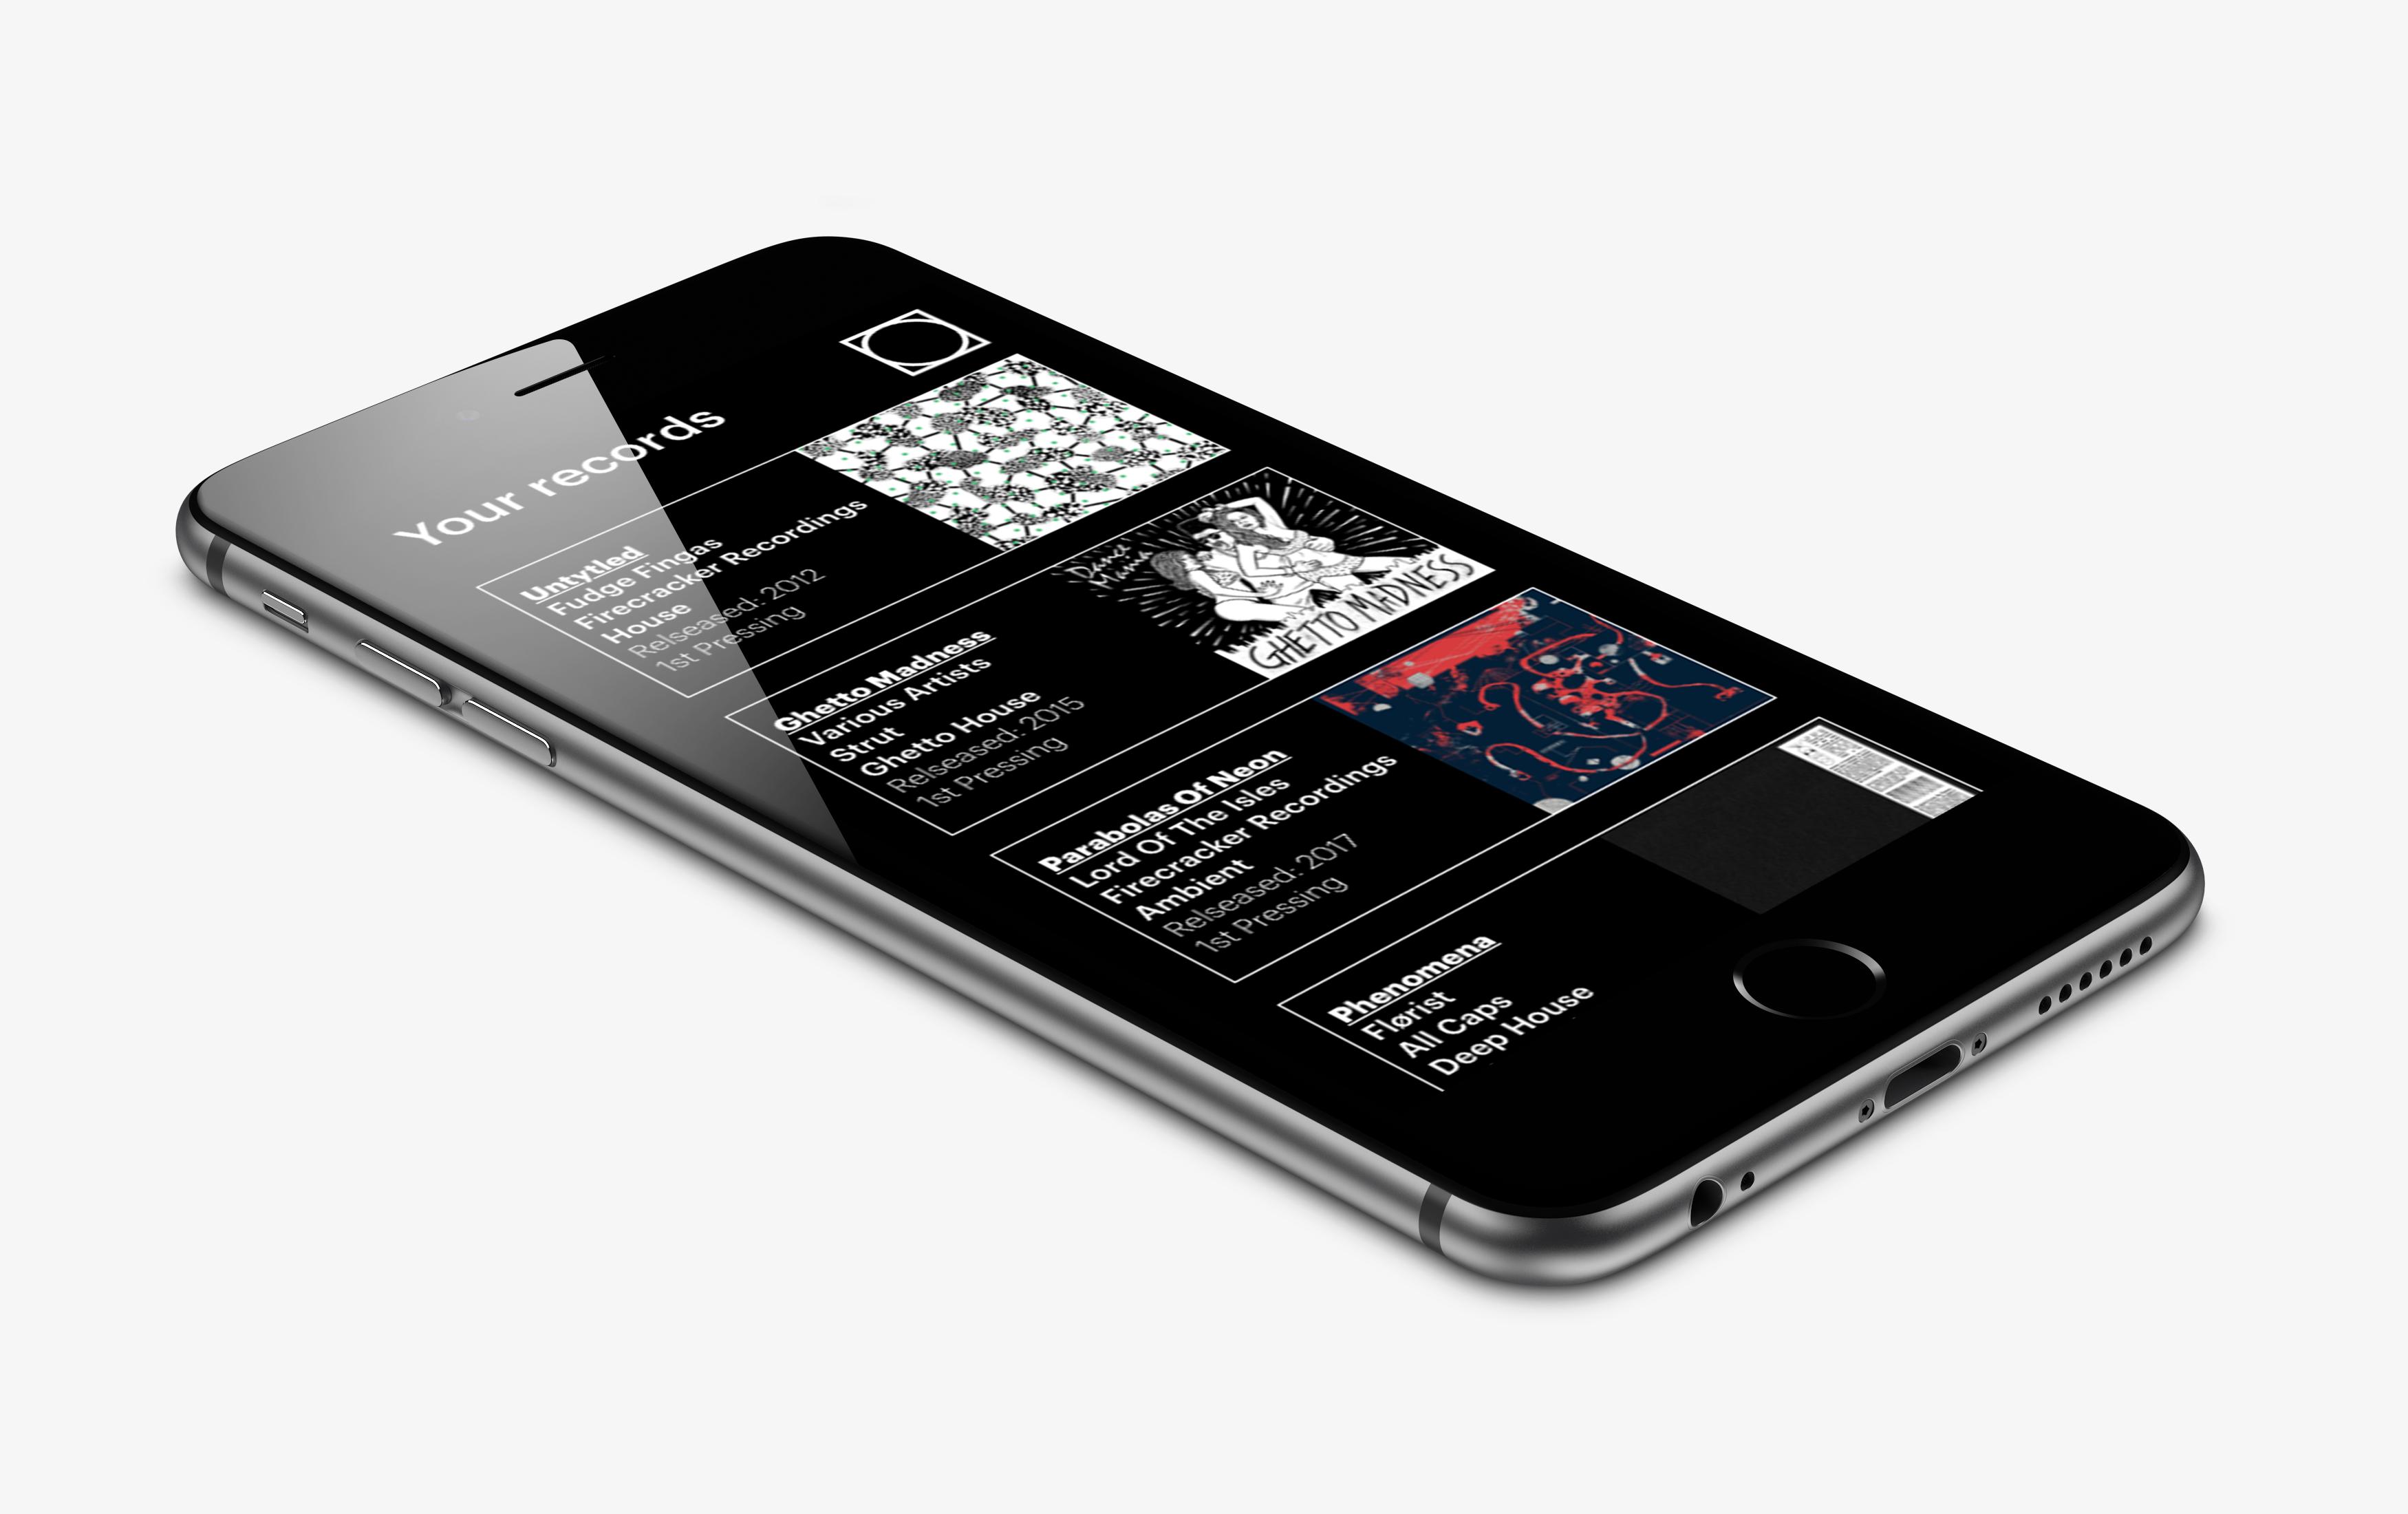 Your records
Untytled
Fudge Fingas
Firecracker Recordings
House
Relseased: 2012
1st Pressing
Dance
Mania
GHETTO MADNESS
Ghetto Madness
Various Artists
Strut
Ghetto House
Relseased: 2015
1st Pressing
Parabolas Of Neon
Lord Of The Isles
Firecracker Recordings
Ambient
Relseased: 2017
1st Pressing
Phenomena
Flørist
All Caps
Deep House